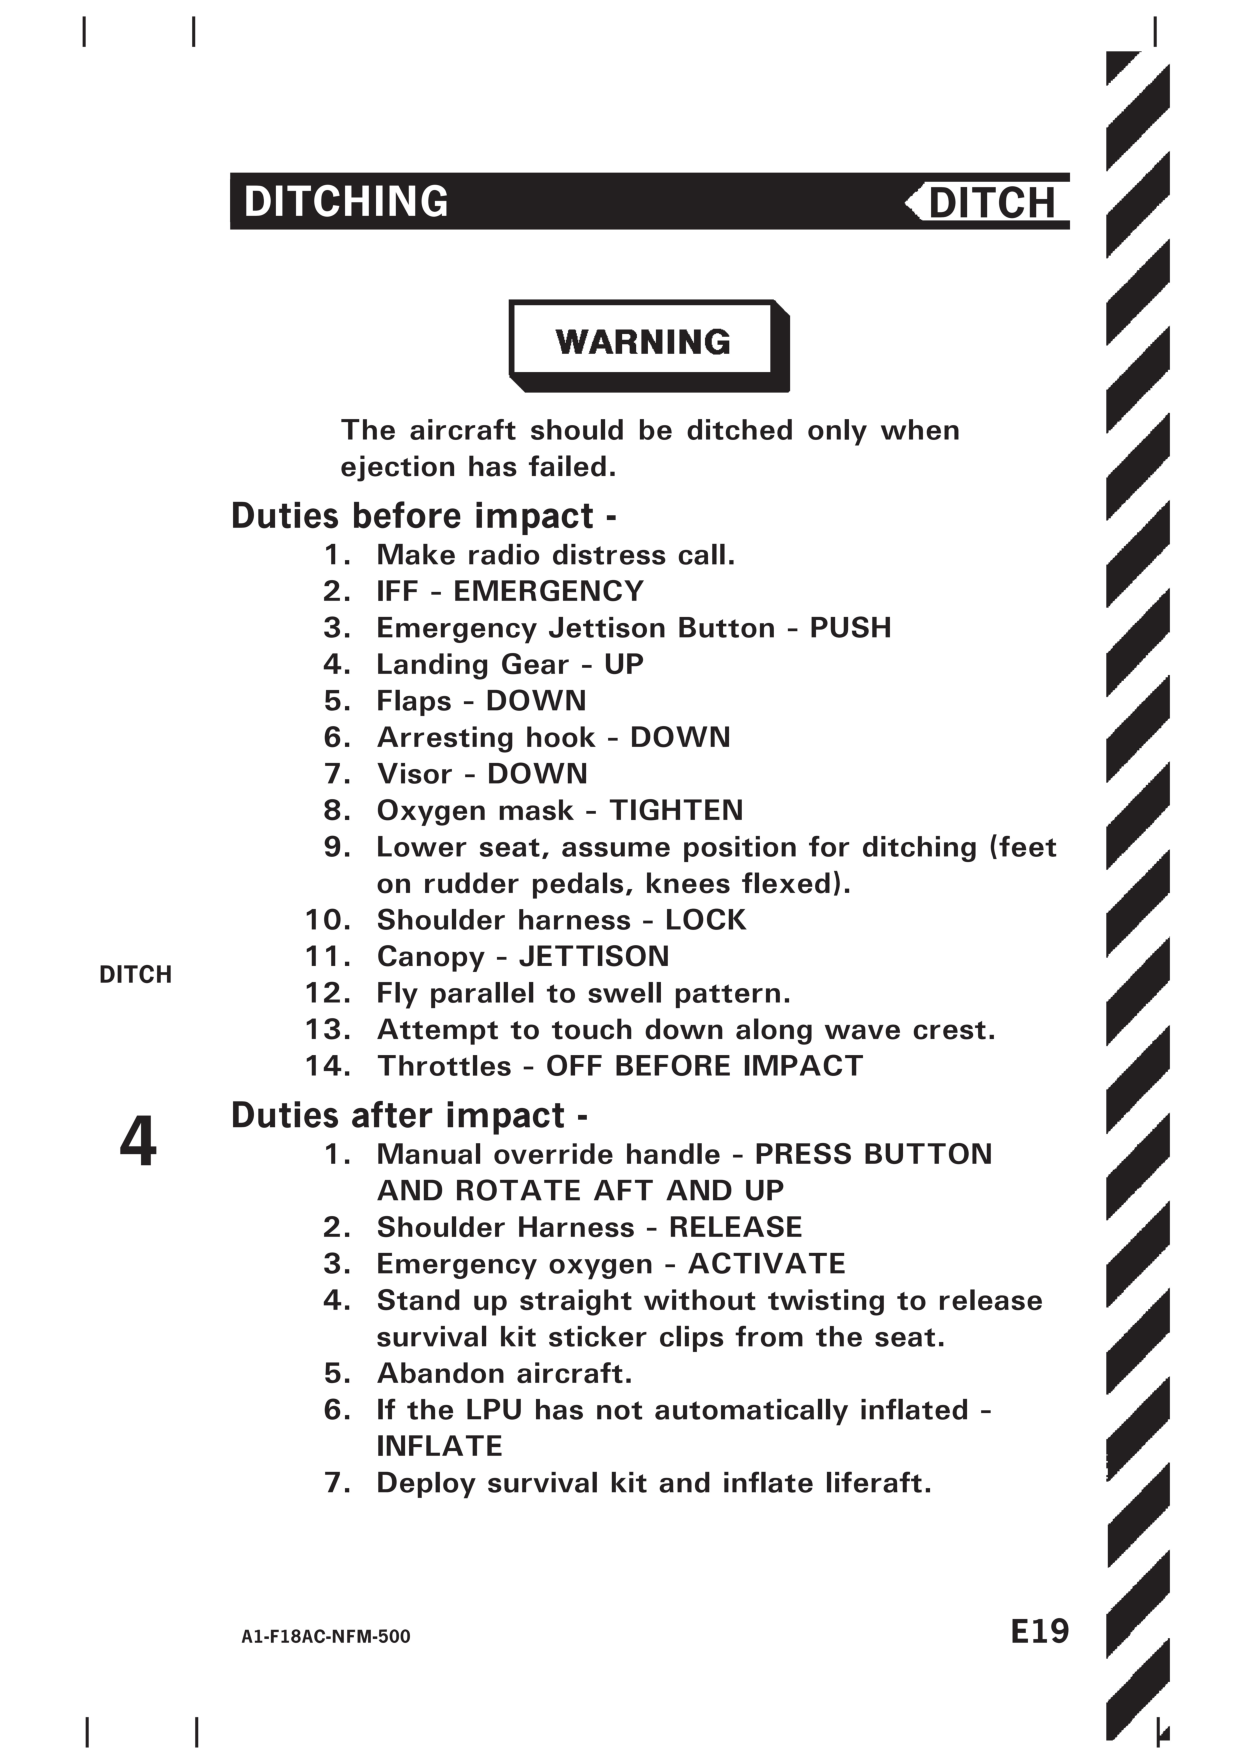 DITCHING
DITCH
WARNING
The aircraft should be ditched only when
ejection has failed.
Duties before impact -
1. Make radio distress call.
2. IFF - EMERGENCY
3. Emergency Jettison Button - PUSH
4. Landing Gear - UP
5. Flaps - DOWN
6. Arresting hook - DOWN
7. Visor - DOWN
8. Oxygen mask - TIGHTEN
9. Lower seat, assume position for ditching (feet
on rudder pedals, knees flexed).
10. Shoulder harness - LOCK
11. Canopy - JETTISON
12. Fly parallel to swell pattern.
13. Attempt to touch down along wave crest.
14. Throttles - OFF BEFORE IMPACT
DITCH
4
Duties after impact -
1. Manual override handle - PRESS BUTTON
AND ROTATE AFT AND UP
2. Shoulder Harness - RELEASE
3. Emergency oxygen - ACTIVATE
4. Stand up straight without twisting to release
survival kit sticker clips from the seat.
5. Abandon aircraft.
6. If the LPU has not automatically inflated -
INFLATE
7. Deploy survival kit and inflate liferaft.
A1-F18AC-NFM-500
E19